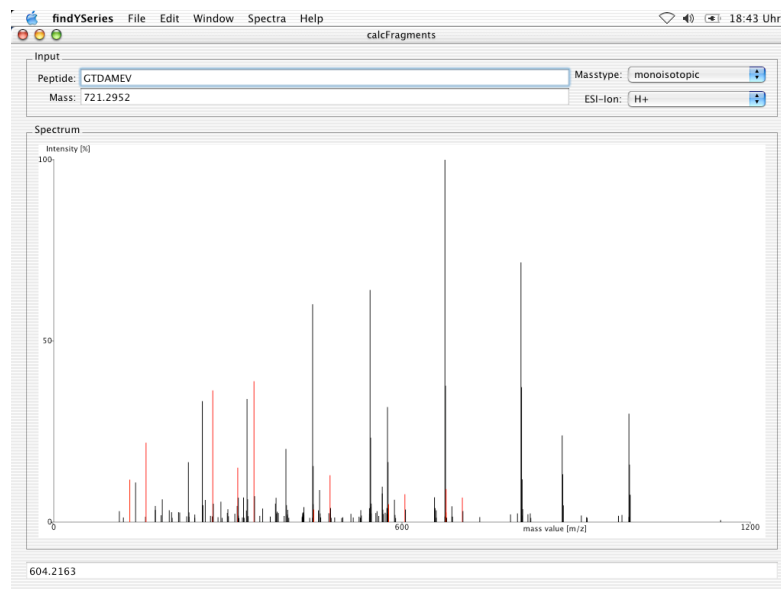 findYSeries File Edit Window Spectra Help 18:43 Uhr
calcFragments
Input
Peptide: GTDAMEV Masstype: monoisotopic
Mass: 721.2952 ESI-Ion: H+
Spectrum
Intensity [%]
100
50
0
0 600 mass value [m/z] 1200
604.2163